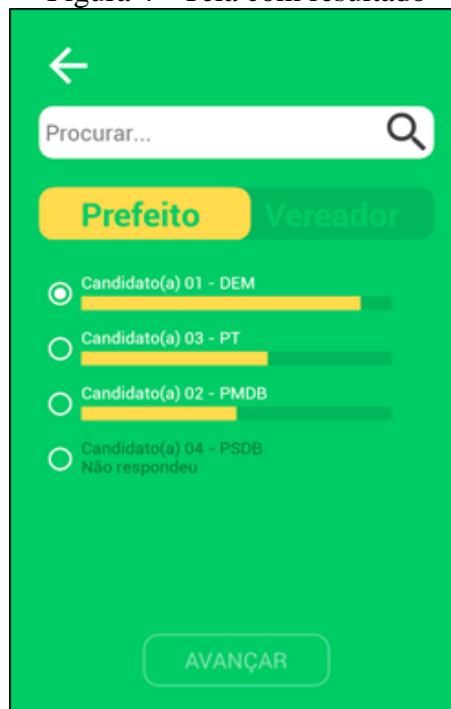 Procurar...
Prefeito Vereador
Candidato(a) 01 - DEM
Candidato(a) 03 - PT
Candidato(a) 02 - PMDB
Candidato(a) 04 - PSDB
Não respondeu
AVANÇAR